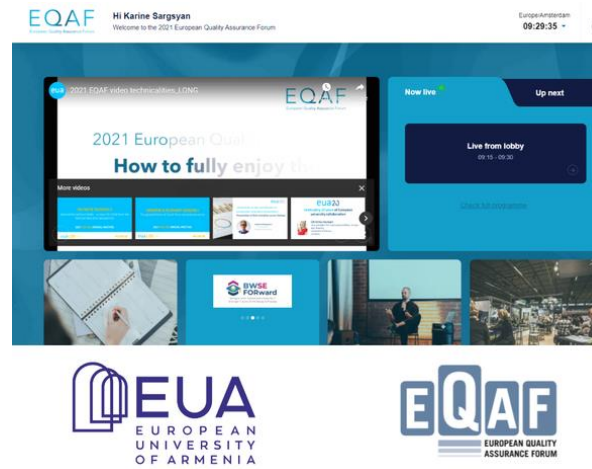 EQAF
Hi Karine Sargsyan
Welcome to the 2021 European Quality Assurance Forum
Europe/Amsterdam
09:29:35
eua
2021 EQAF video technicalities_LONG
EQAF
2021 European
How to fully enjoy
More videos
eua20
Now live
Up next
Live from lobby
09:15 - 09:30
Check full programme
BWSE
FORward
EUA
EUROPEAN
UNIVERSITY
OF ARMENIA
EQAF
EUROPEAN QUALITY
ASSURANCE FORUM